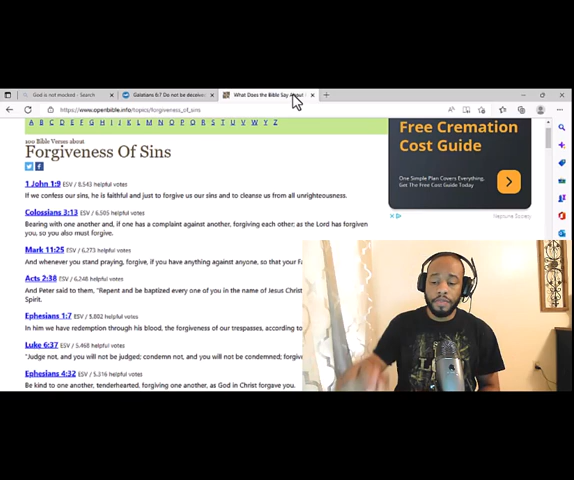 God is not mocked - Search
Galatians 6:7 Do not be deceived
What Does the Bible Say About
https://www.openbible.info/topics/forgiveness_of_sins
A B C D E F G H I J K L M N O P Q R S T U V W Y Z
100 Bible Verses about
Forgiveness Of Sins
1 John 1:9 ESV / 8,543 helpful votes
If we confess our sins, he is faithful and just to forgive us our sins and to cleanse us from all unrighteousness.
Colossians 3:13 ESV / 6,505 helpful votes
Bearing with one another and, if one has a complaint against another, forgiving each other; as the Lord has forgiven
you, so you also must forgive.
Mark 11:25 ESV / 6,273 helpful votes
And whenever you stand praying, forgive, if you have anything against anyone, so that your Fa
Acts 2:38 ESV / 6,248 helpful votes
And Peter said to them, "Repent and be baptized every one of you in the name of Jesus Christ
Spirit.
Ephesians 1:7 ESV / 5,802 helpful votes
In him we have redemption through his blood, the forgiveness of our trespasses, according to
Luke 6:37 ESV / 5,468 helpful votes
"Judge not, and you will not be judged; condemn not, and you will not be condemned; forgive
Ephesians 4:32 ESV / 5,316 helpful votes
Be kind to one another, tenderhearted, forgiving one another, as God in Christ forgave you.
Free Cremation
Cost Guide
One Simple Plan Covers Everything,
Get The Free Cost Guide Today
Neptune Society